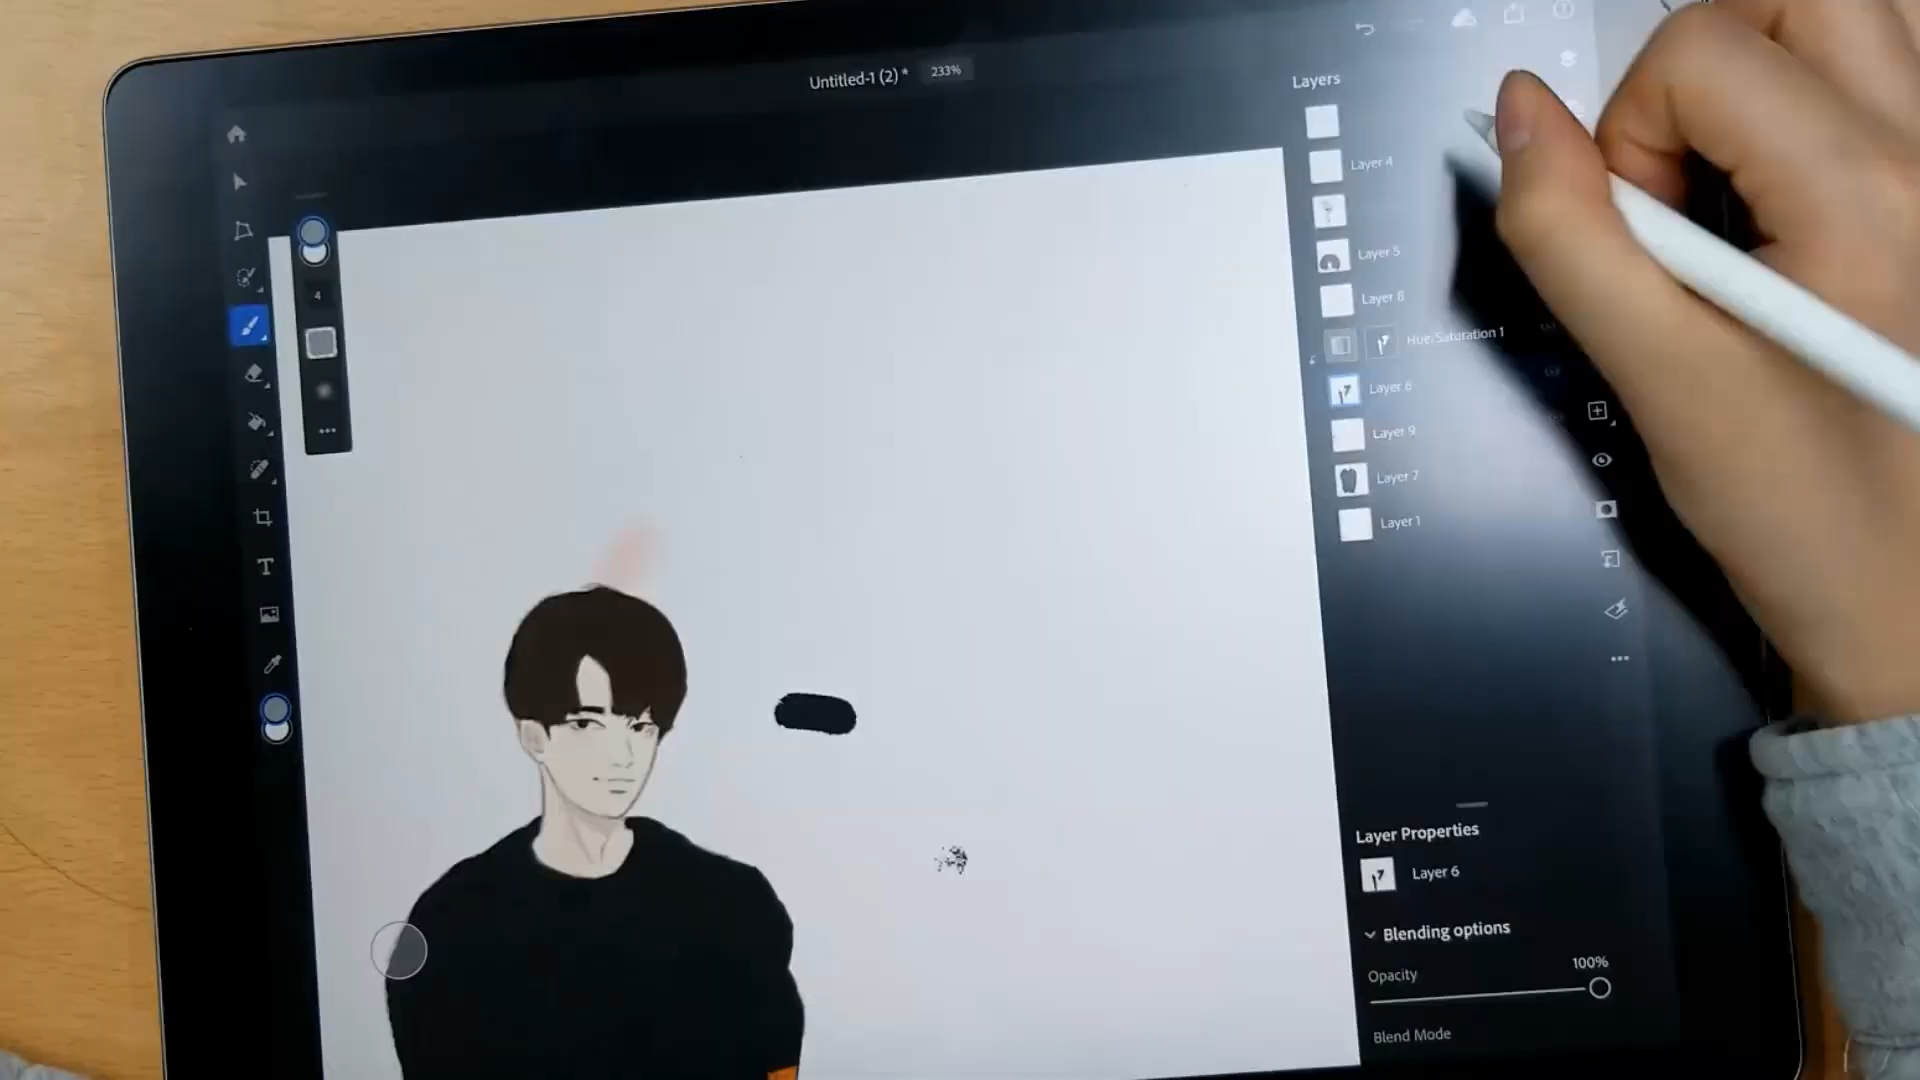 Untitled-1 (2) * 233%
Layers
Layer 4
Layer 5
Layer 8
Hue/Saturation 1
Layer 6
Layer 9
Layer 7
Layer 1
4
T
Layer Properties
Layer 6
Blending options
Opacity 100%
Blend Mode